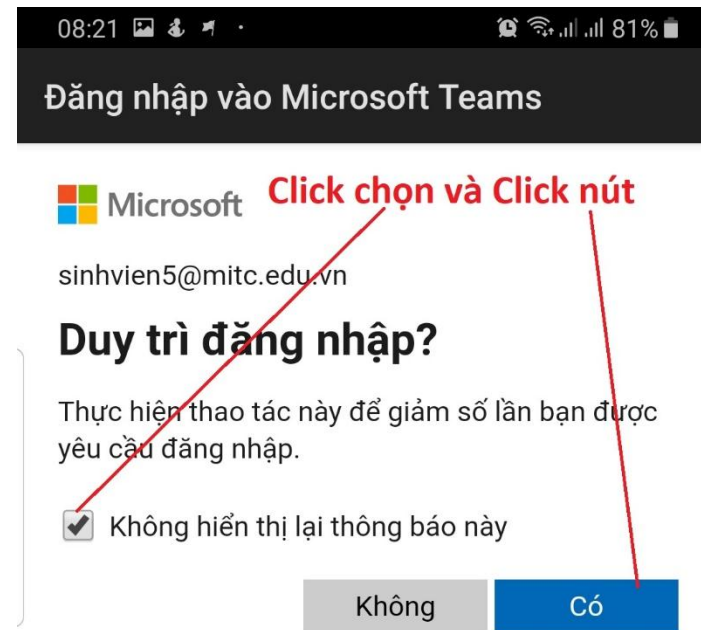 08:21 81%
Đăng nhập vào Microsoft Teams
Microsoft Click chọn và Click nút
sinhvien5@mitc.edu.vn
Duy trì đăng nhập?
Thực hiện thao tác này để giảm số lần bạn được
yêu cầu đăng nhập.
Không hiển thị lại thông báo này
Không Có